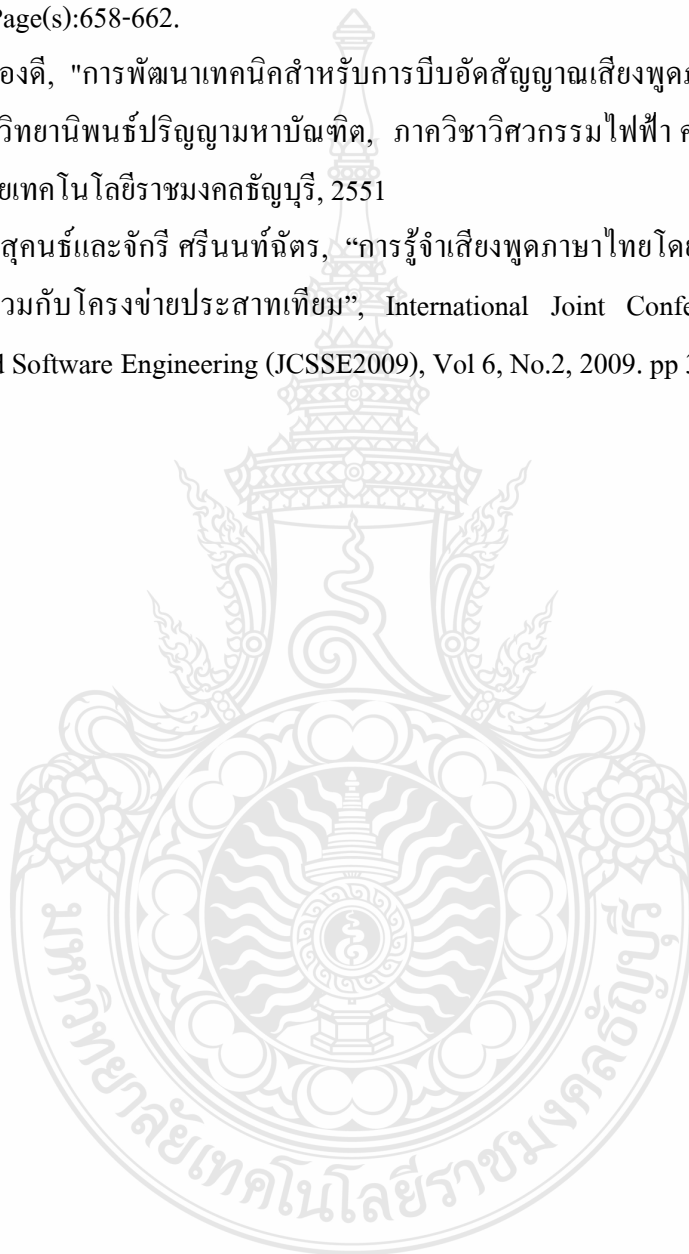 Page(s):658-662.
องดี, "การพัฒนาเทคนิคสำหรับการบีบอัดสัญญาณเสียงพูด
วิทยานิพนธ์ปริญญามหาบัณฑิต, ภาควิชาวิศวกรรมไฟฟ้า
ยเทคโนโลยีราชมงคลธัญบุรี, 2551
สุคนธ์และจักรี ศรีนนท์ฉัตร, “การรู้จำเสียงพูดภาษาไทยโดย
วมกับโครงข่ายประสาทเทียม”, International Joint Confe
d Software Engineering (JCSSE2009), Vol 6, No.2, 2009. pp 3
มหาวิทยาลัยเทคโนโลยีราชมงคลธัญบุรี